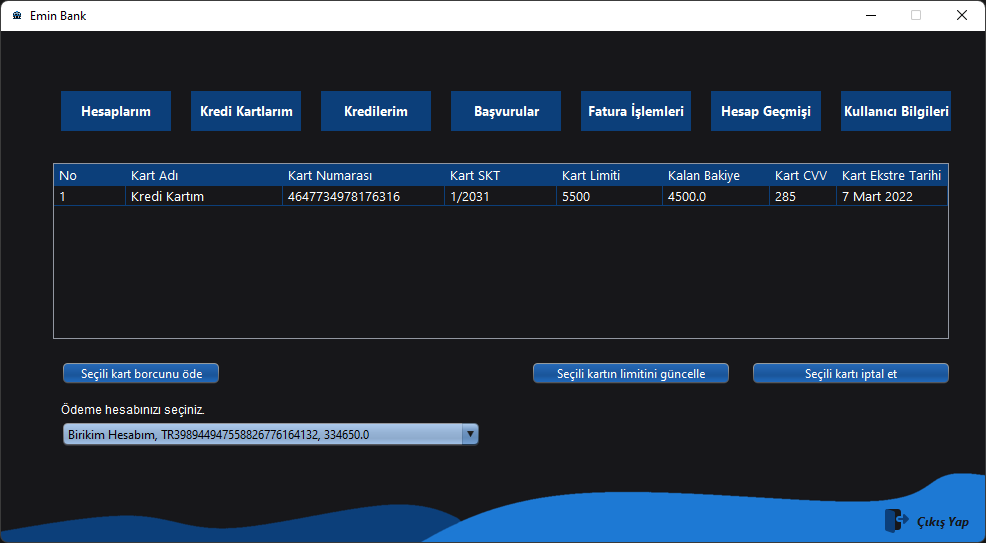 Emin Bank
Hesaplarım Kredi Kartlarım Kredilerim Başvurular Fatura İşlemleri Hesap Geçmişi Kullanıcı Bilgileri
No Kart Adı Kart Numarası Kart SKT Kart Limiti Kalan Bakiye Kart CVV Kart Ekstre Tarihi
1 Kredi Kartım 4647734978176316 1/2031 5500 4500.0 285 7 Mart 2022
Seçili kart borcunu öde Seçili kartın limitini güncelle Seçili kartı iptal et
Ödeme hesabınızı seçiniz.
Birikim Hesabım, TR398944947558826776164132, 334650.0
Çıkış Yap